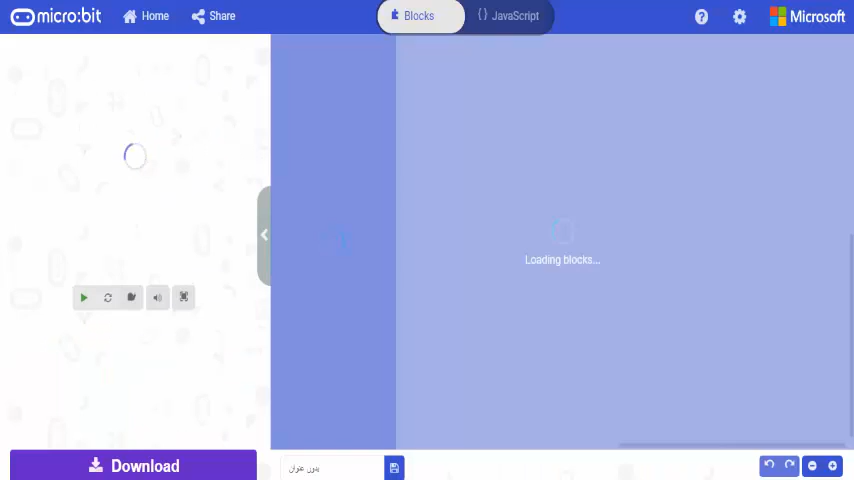 micro:bit Home Share Blocks {} JavaScript ? Microsoft
Loading blocks...
Download بدون عنوان